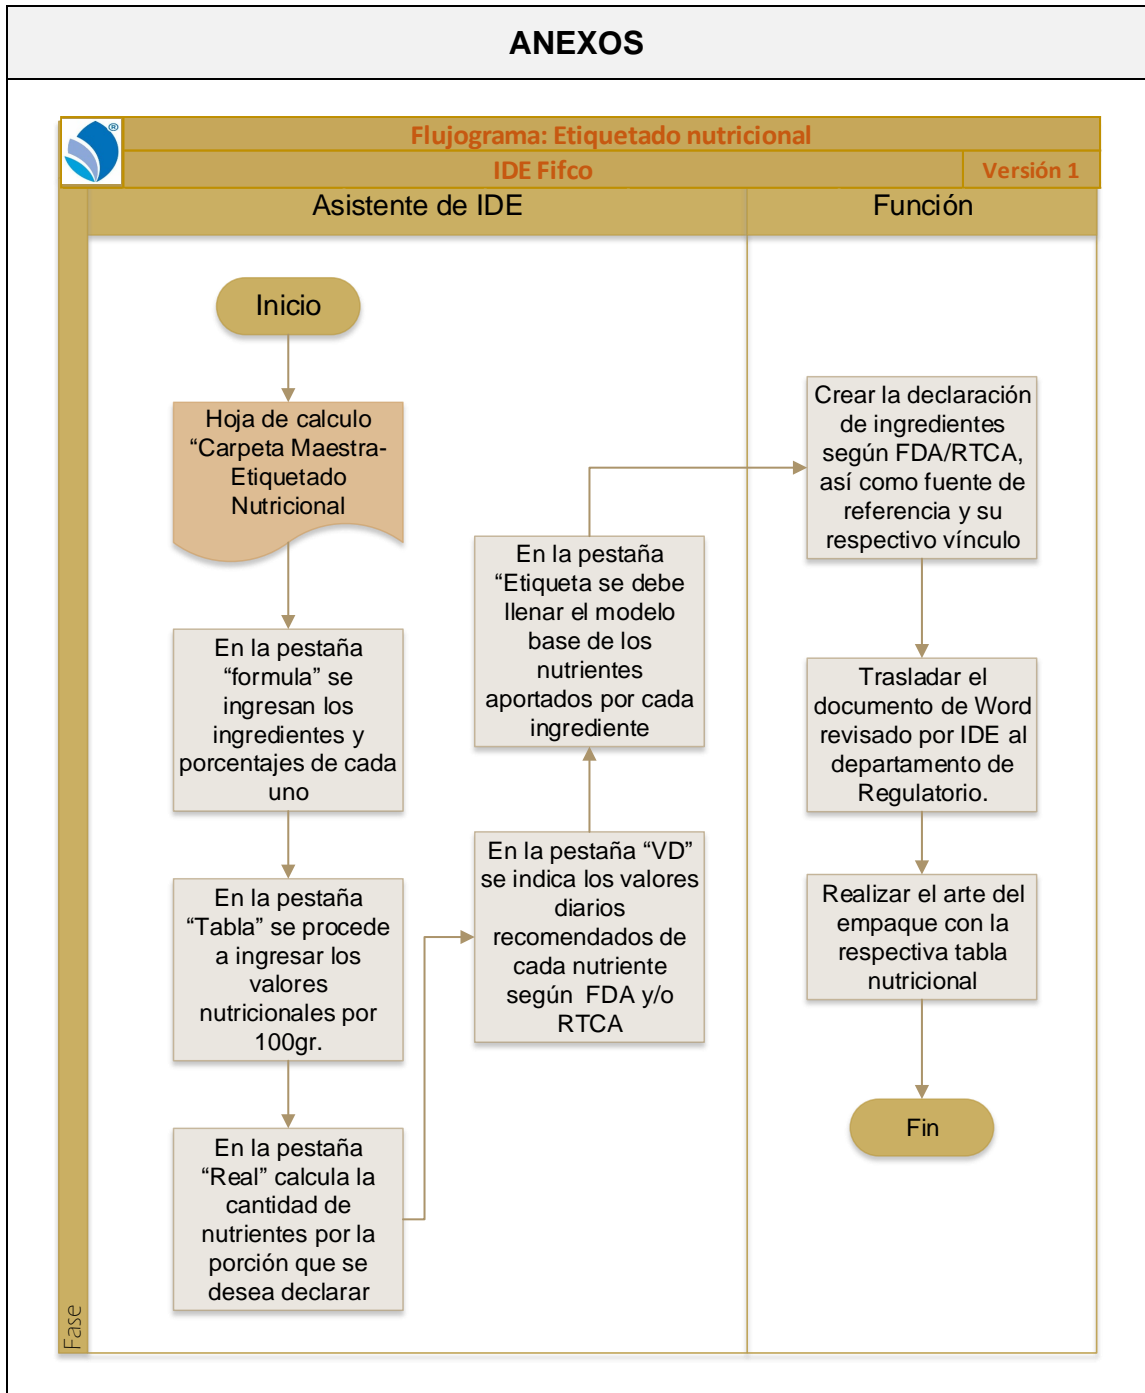 ANEXOS
®
Flujograma: Etiquetado nutricional
IDE Fifco
Versión 1
Asistente de IDE
Función
Inicio
Hoja de calculo
“Carpeta Maestra-
Etiquetado
Nutricional
En la pestaña
“formula” se
ingresan los
ingredientes y
porcentajes de cada
uno
En la pestaña
“Tabla” se procede
a ingresar los
valores
nutricionales por
100gr.
En la pestaña
“Real” calcula la
cantidad de
nutrientes por la
porción que se
desea declarar
En la pestaña “VD”
se indica los valores
diarios
recomendados de
cada nutriente
según FDA y/o
RTCA
En la pestaña
“Etiqueta se debe
llenar el modelo
base de los
nutrientes
aportados por cada
ingrediente
Crear la declaración
de ingredientes
según FDA/RTCA,
así como fuente de
referencia y su
respectivo vínculo
Trasladar el
documento de Word
revisado por IDE al
departamento de
Regulatorio.
Realizar el arte del
empaque con la
respectiva tabla
nutricional
Fin
Fase